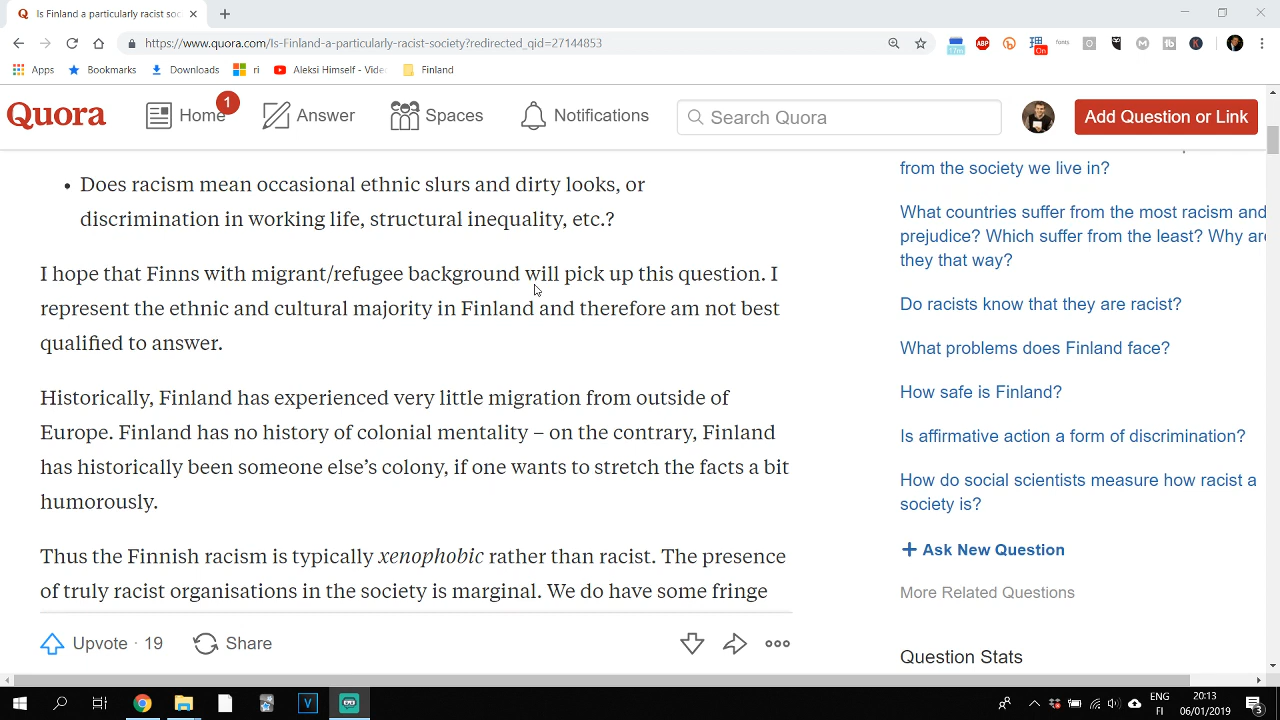 Is Finland a particularly racist soc
https://www.quora.com/Is-Finland-a-particularly-racist-society?redirected_qid=27144853
ABP
17m
On
fonts
Apps
Bookmarks
Downloads
ri
Aleksi Himself - Vide
Finland
Quora
Home
1
Answer
Spaces
Notifications
Search Quora
Add Question or Link
• Does racism mean occasional ethnic slurs and dirty looks, or
discrimination in working life, structural inequality, etc.?
I hope that Finns with migrant/refugee background will pick up this question. I
represent the ethnic and cultural majority in Finland and therefore am not best
qualified to answer.
Historically, Finland has experienced very little migration from outside of
Europe. Finland has no history of colonial mentality – on the contrary, Finland
has historically been someone else's colony, if one wants to stretch the facts a bit
humorously.
Thus the Finnish racism is typically xenophobic rather than racist. The presence
of truly racist organisations in the society is marginal. We do have some fringe
Upvote · 19
Share
from the society we live in?
What countries suffer from the most racism and
prejudice? Which suffer from the least? Why are
they that way?
Do racists know that they are racist?
What problems does Finland face?
How safe is Finland?
Is affirmative action a form of discrimination?
How do social scientists measure how racist a
society is?
+ Ask New Question
More Related Questions
Question Stats
ENG
FI
20:13
06/01/2019
3